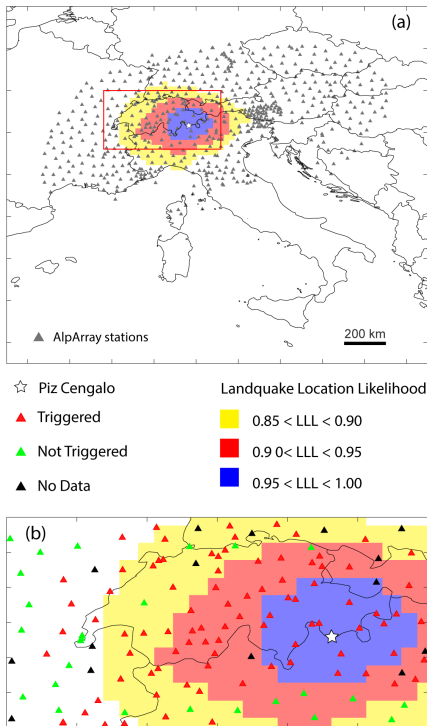 (a)
AlpArray stations
200 km
Piz Cengalo
Triggered
Not Triggered
No Data
Landquake Location Likelihood
0.85 < LLL < 0.90
0.9 0< LLL < 0.95
0.95 < LLL < 1.00
(b)